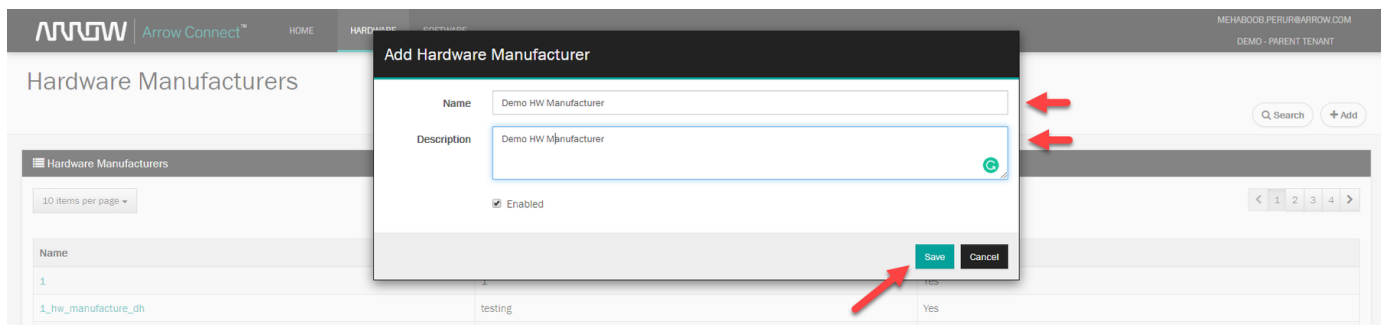 ARROW Arrow Connect™ HOME HARDWARE SOFTWARE MEHABOOB.PERUR@ARROW.COM
DEMO - PARENT TENANT
Add Hardware Manufacturer
Hardware Manufacturers
Name Demo HW Manufacturer
Search + Add
Description Demo HW Manufacturer
Hardware Manufacturers
10 items per page
< 1 2 3 4 >
Enabled
Name
Save Cancel
1 1 Yes
1_hw_manufacture_dh testing Yes